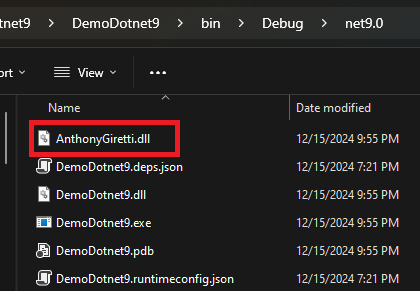 tnet9 > DemoDotnet9 > bin > Debug > net9.0
ort View ...
Name Date modified
AnthonyGiretti.dll 12/15/2024 9:55 PM
DemoDotnet9.deps.json 12/15/2024 7:21 PM
DemoDotnet9.dll 12/15/2024 9:55 PM
DemoDotnet9.exe 12/15/2024 9:55 PM
DemoDotnet9.pdb 12/15/2024 9:55 PM
DemoDotnet9.runtimeconfig.json 12/15/2024 7:21 PM